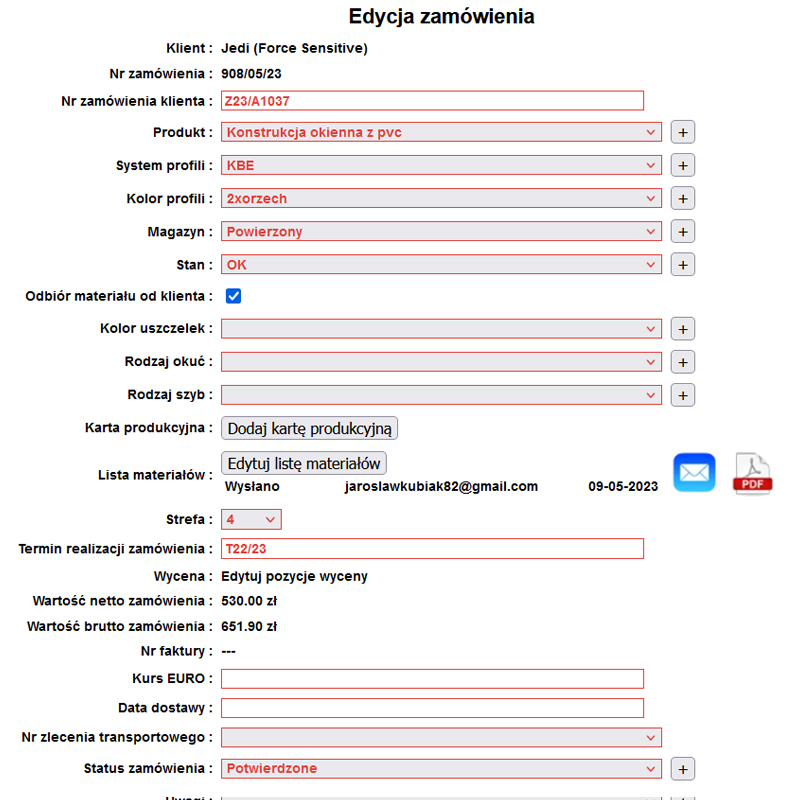 Edycja zamówienia
Klient : Jedi (Force Sensitive)
Nr zamówienia : 908/05/23
Nr zamówienia klienta : Z23/A1037
Produkt : Konstrukcja okienna z pvc +
System profili : KBE +
Kolor profili : 2xorzech +
Magazyn : Powierzony +
Stan : OK +
Odbiór materiału od klienta :
Kolor uszczelek : +
Rodzaj okuć : +
Rodzaj szyb : +
Karta produkcyjna : Dodaj kartę produkcyjną
Lista materiałów : Edytuj listę materiałów
Wysłano jaroslawkubiak82@gmail.com 09-05-2023 PDF
Strefa : 4
Termin realizacji zamówienia : T22/23
Wycena : Edytuj pozycje wyceny
Wartość netto zamówienia : 530.00 zł
Wartość brutto zamówienia : 651.90 zł
Nr faktury : ---
Kurs EURO :
Data dostawy :
Nr zlecenia transportowego :
Status zamówienia : Potwierdzone +